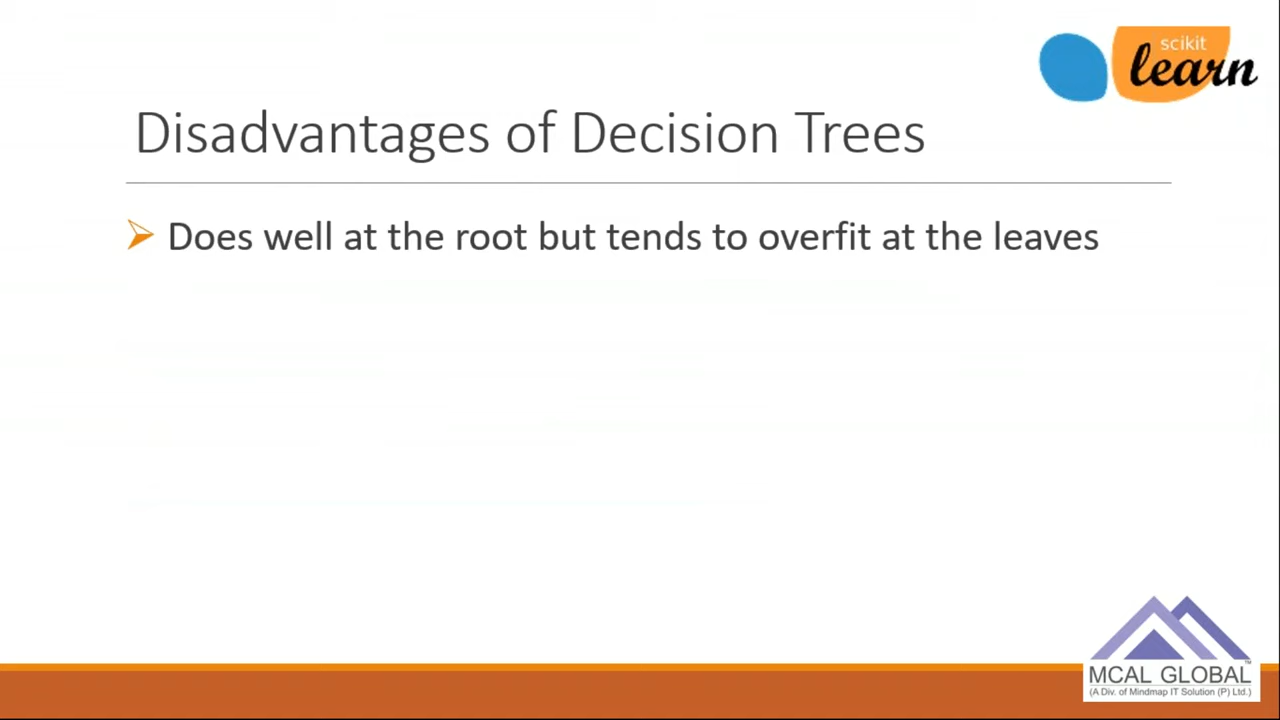 scikit
learn
Disadvantages of Decision Trees
Does well at the root but tends to overfit at the leaves
MCAL GLOBAL™
(A Div. of Mindmap IT Solution (P) Ltd.)